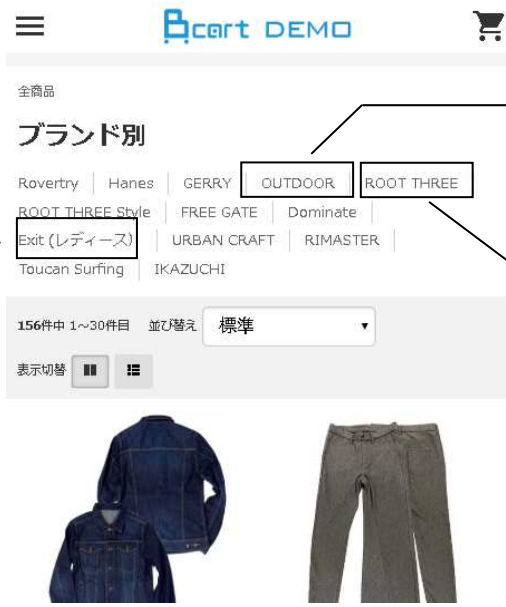 Bcart DEMO
全商品
ブランド別
Rovertry Hanes GERRY OUTDOOR ROOT THREE
ROOT THREE Style FREE GATE Dominate
Exit (レディース) URBAN CRAFT RIMASTER
Toucan Surfing IKAZUCHI
156件中 1～30件目 並び替え 標準
表示切替